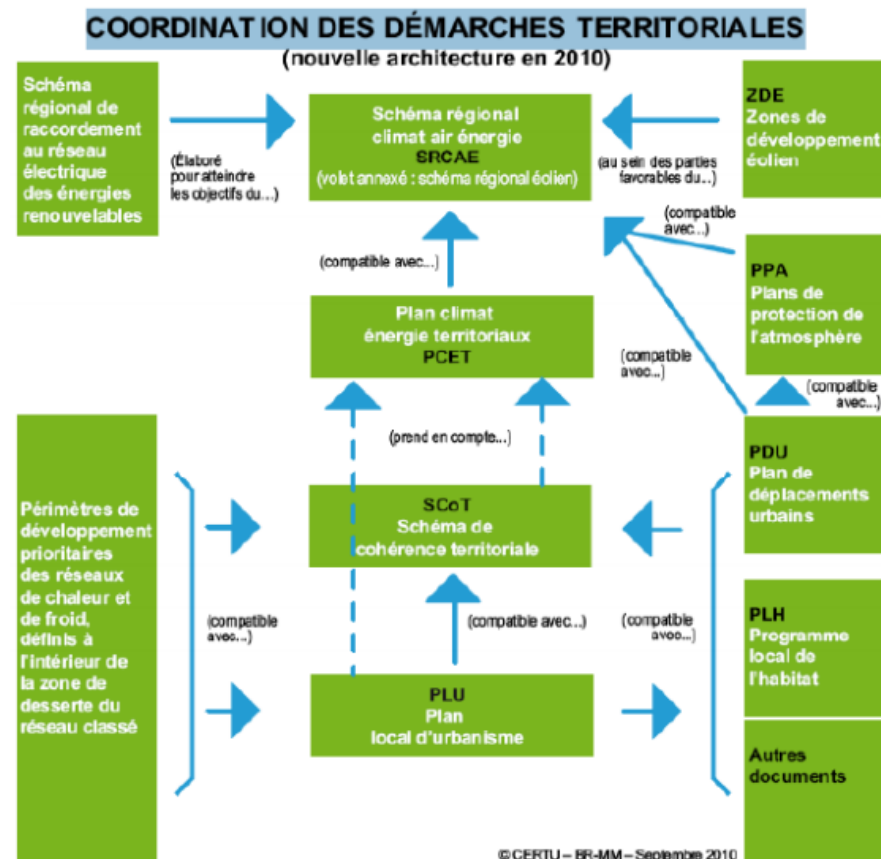 COORDINATION DES DÉMARCHES TERRITORIALES
(nouvelle architecture en 2010)
Schéma
régional de
raccordement
au réseau
électrique
des énergies
renouvelables
(Élaboré
pour atteindre
les objectifs du...)
Schéma régional
climat air énergie
SRCAE
(volet annexé : schéma régional éolien)
(au sein des parties
favorables du...)
ZDE
Zones de
développement
éolien
(compatible
avec...)
(compatible avec...)
PPA
Plans de
protection de
l'atmosphère
Plan climat
énergie territoriaux
PCET
(compatible
avec...)
(compatible
avec...)
(prend en compte...)
PDU
Plan de
déplacements
urbains
Périmètres de
développement
prioritaires
des réseaux
de chaleur et
de froid,
définis à
l'intérieur de
la zone de
desserte du
réseau classé
SCoT
Schéma de
cohérence territoriale
(compatible
avec...)
(compatible avec...)
(compatible
avec...)
PLH
Programme
local de
l'habitat
PLU
Plan
local d'urbanisme
Autres
documents
© CERTU – BR-MM – Septembre 2010